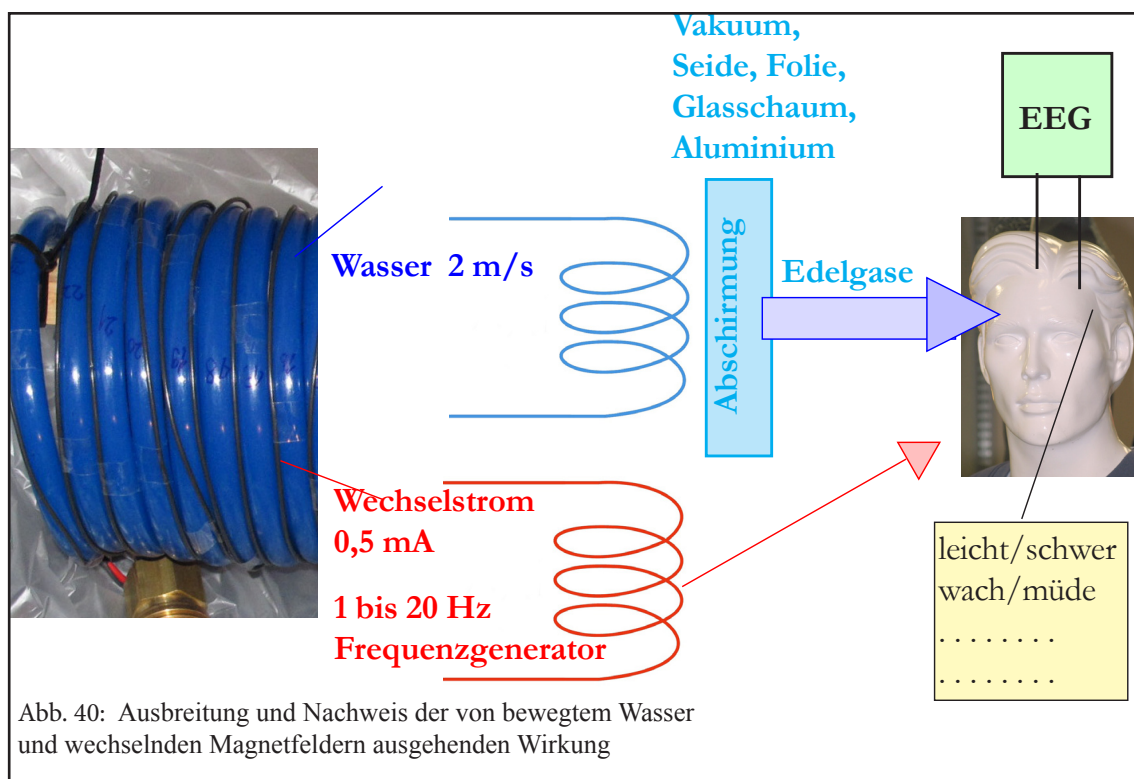 Vakuum,
Seide, Folie,
Glasschaum,
Aluminium
EEG
Wasser 2 m/s
Abschirmung
Edelgase
Wechselstrom
0,5 mA
1 bis 20 Hz
Frequenzgenerator
leicht/schwer
wach/müde
. . . . . . . .
. . . . . . . .
Abb. 40: Ausbreitung und Nachweis der von bewegtem Wasser
und wechselnden Magnetfeldern ausgehenden Wirkung